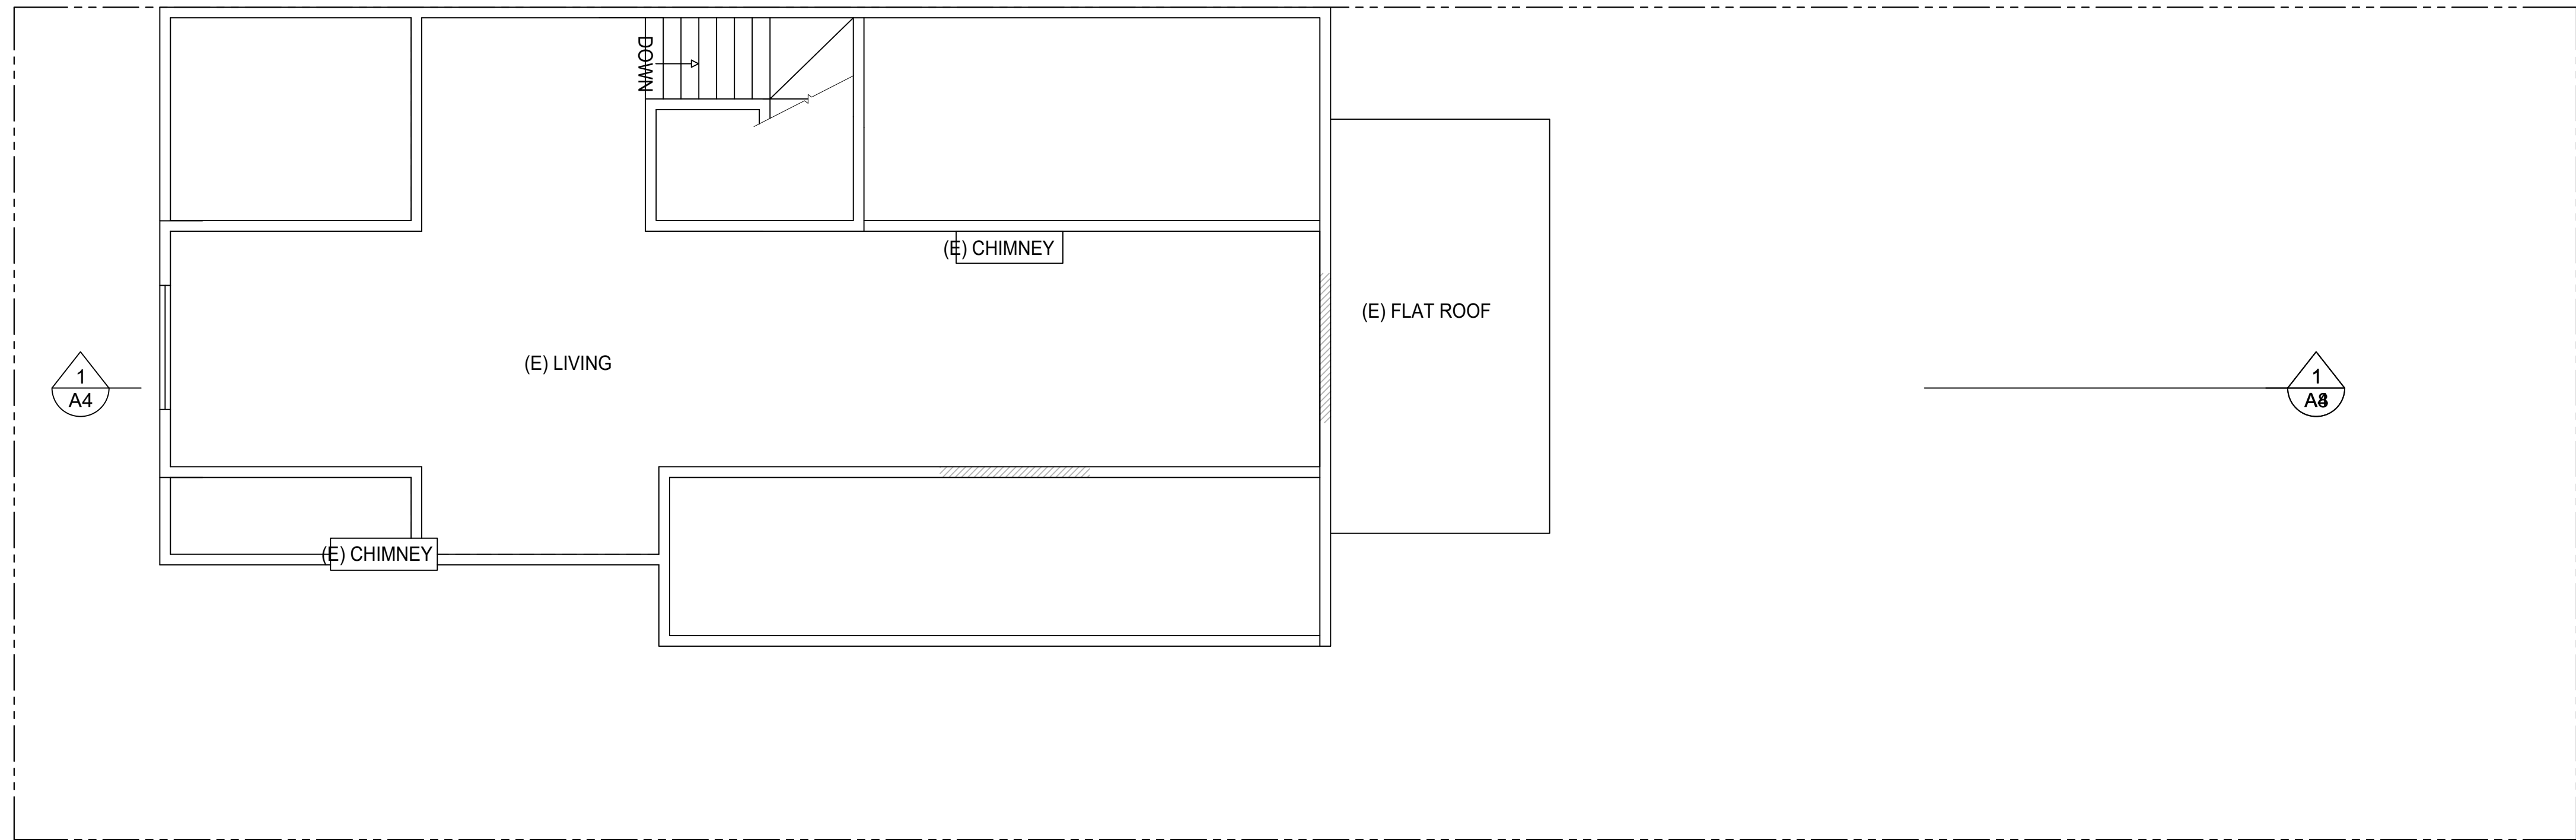 DOWN
(E) CHIMNEY
(E) FLAT ROOF
(E) LIVING
1
A4
1
(E) CHIMNEY